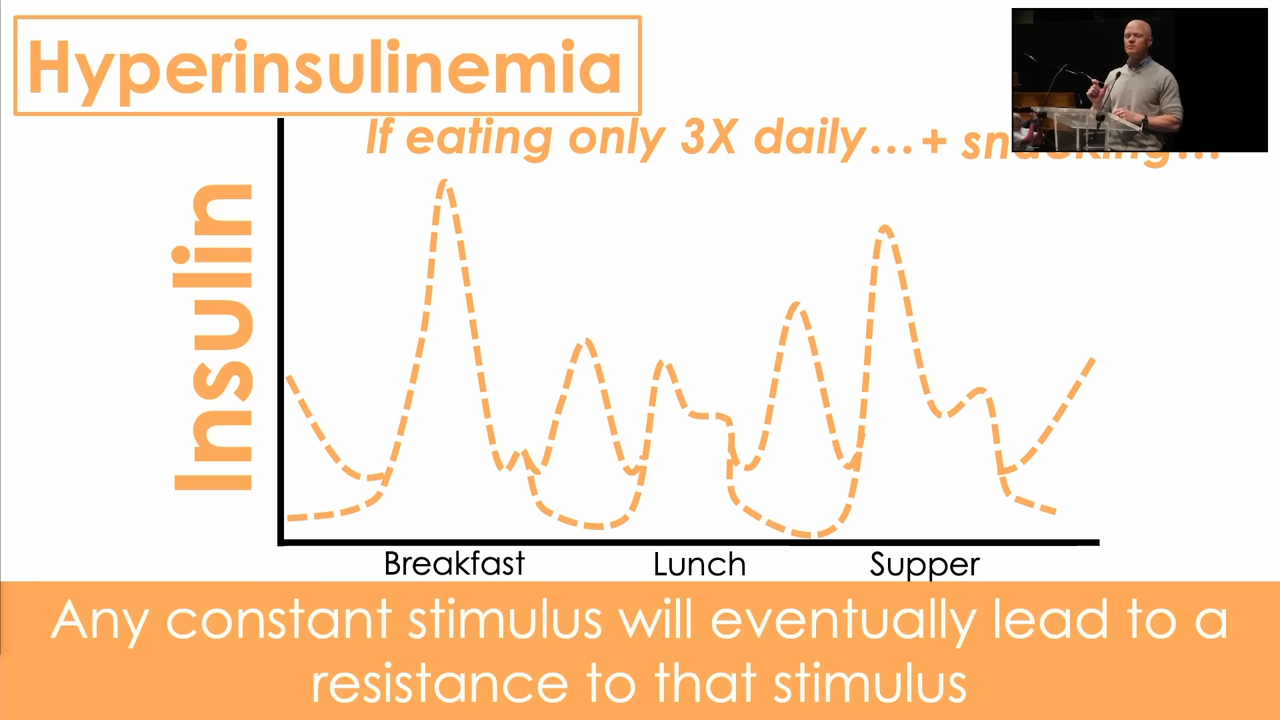 Hyperinsulinemia
If eating only 3X daily...+
Insulin
Breakfast
Lunch
Supper
Any constant stimulus will eventually lead to a
resistance to that stimulus